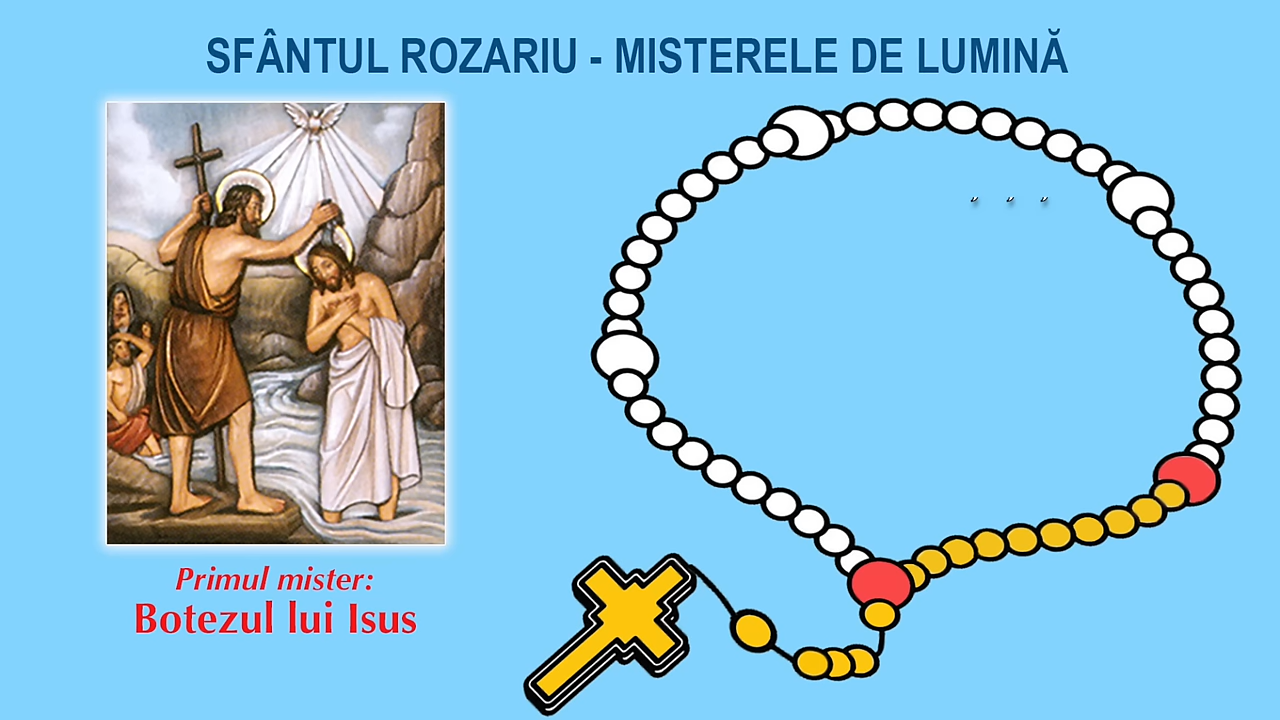 SFÂNTUL ROZARIU - MISTERELE DE LUMINĂ
Primul mister:
Botezul lui Isus